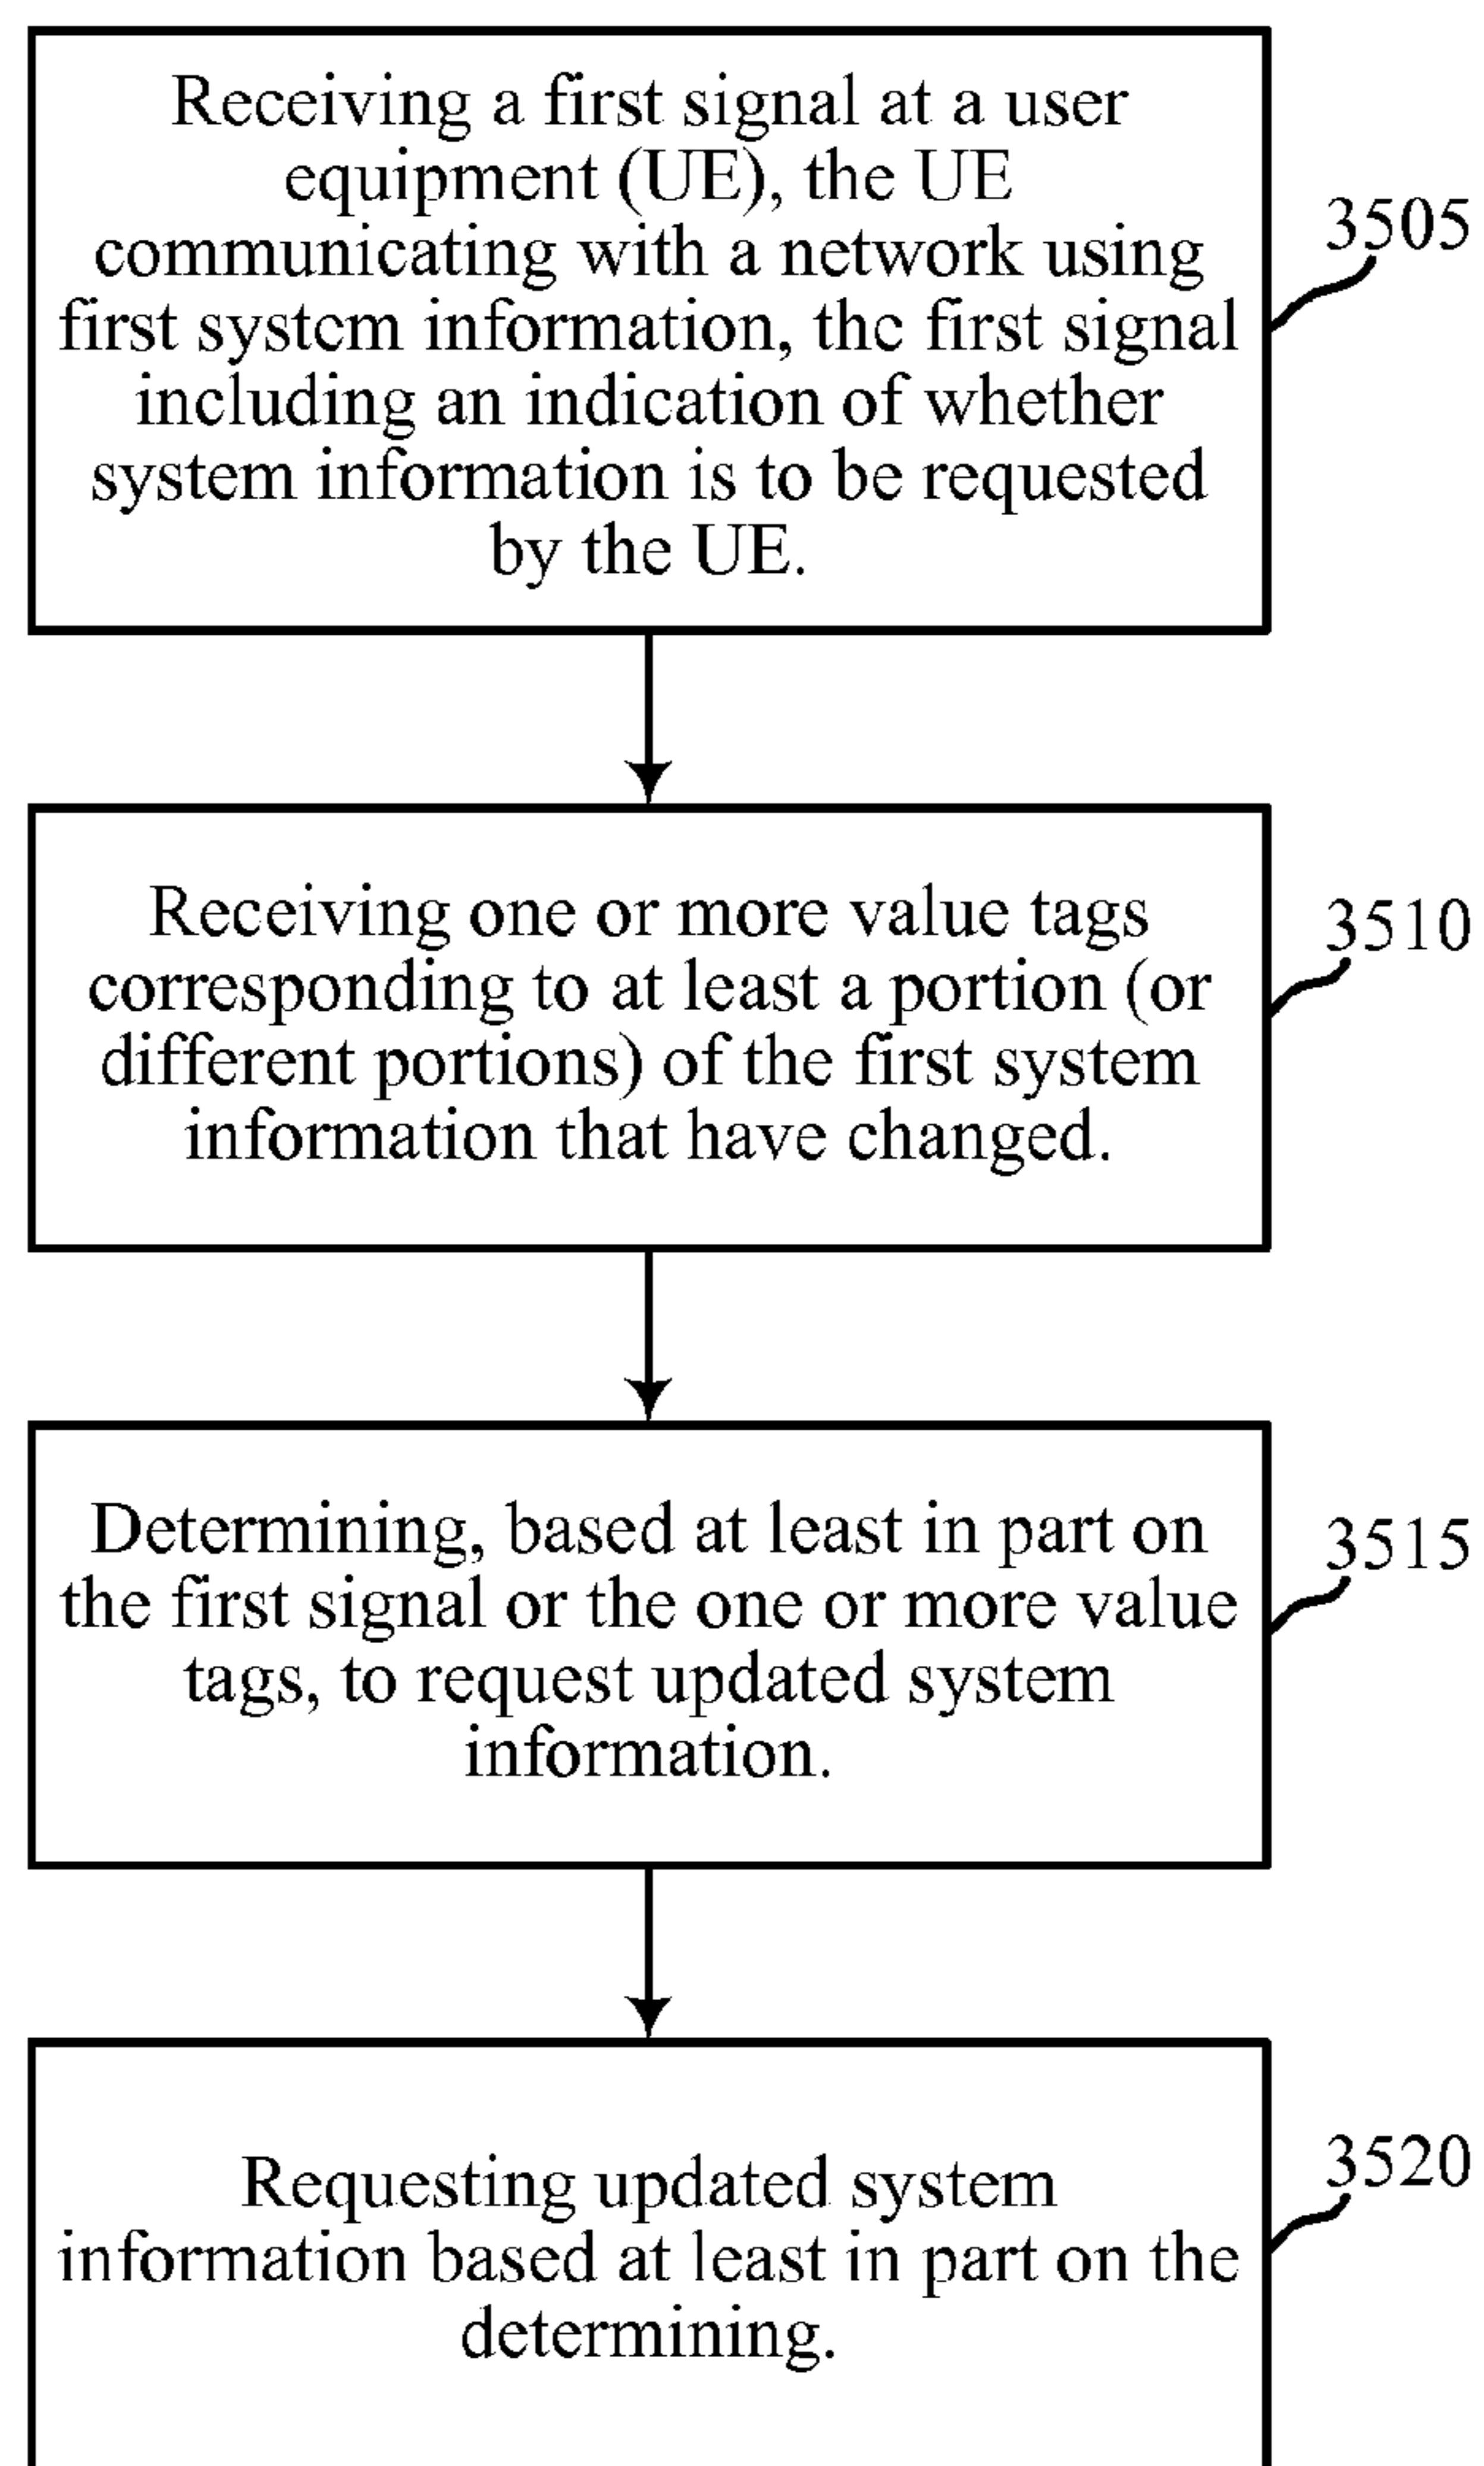 Receiving a first signal at a user
equipment (UE), the UE
communicating with a network using
first system information, the first signal
including an indication of whether
system information is to be requested
by the UE.
3505
Receiving one or more value tags
corresponding to at least a portion (or
different portions) of the first system
information that have changed.
3510
Determining, based at least in part on
the first signal or the one or more value
tags, to request updated system
information.
3515
Requesting updated system
information based at least in part on the
determining.
3520